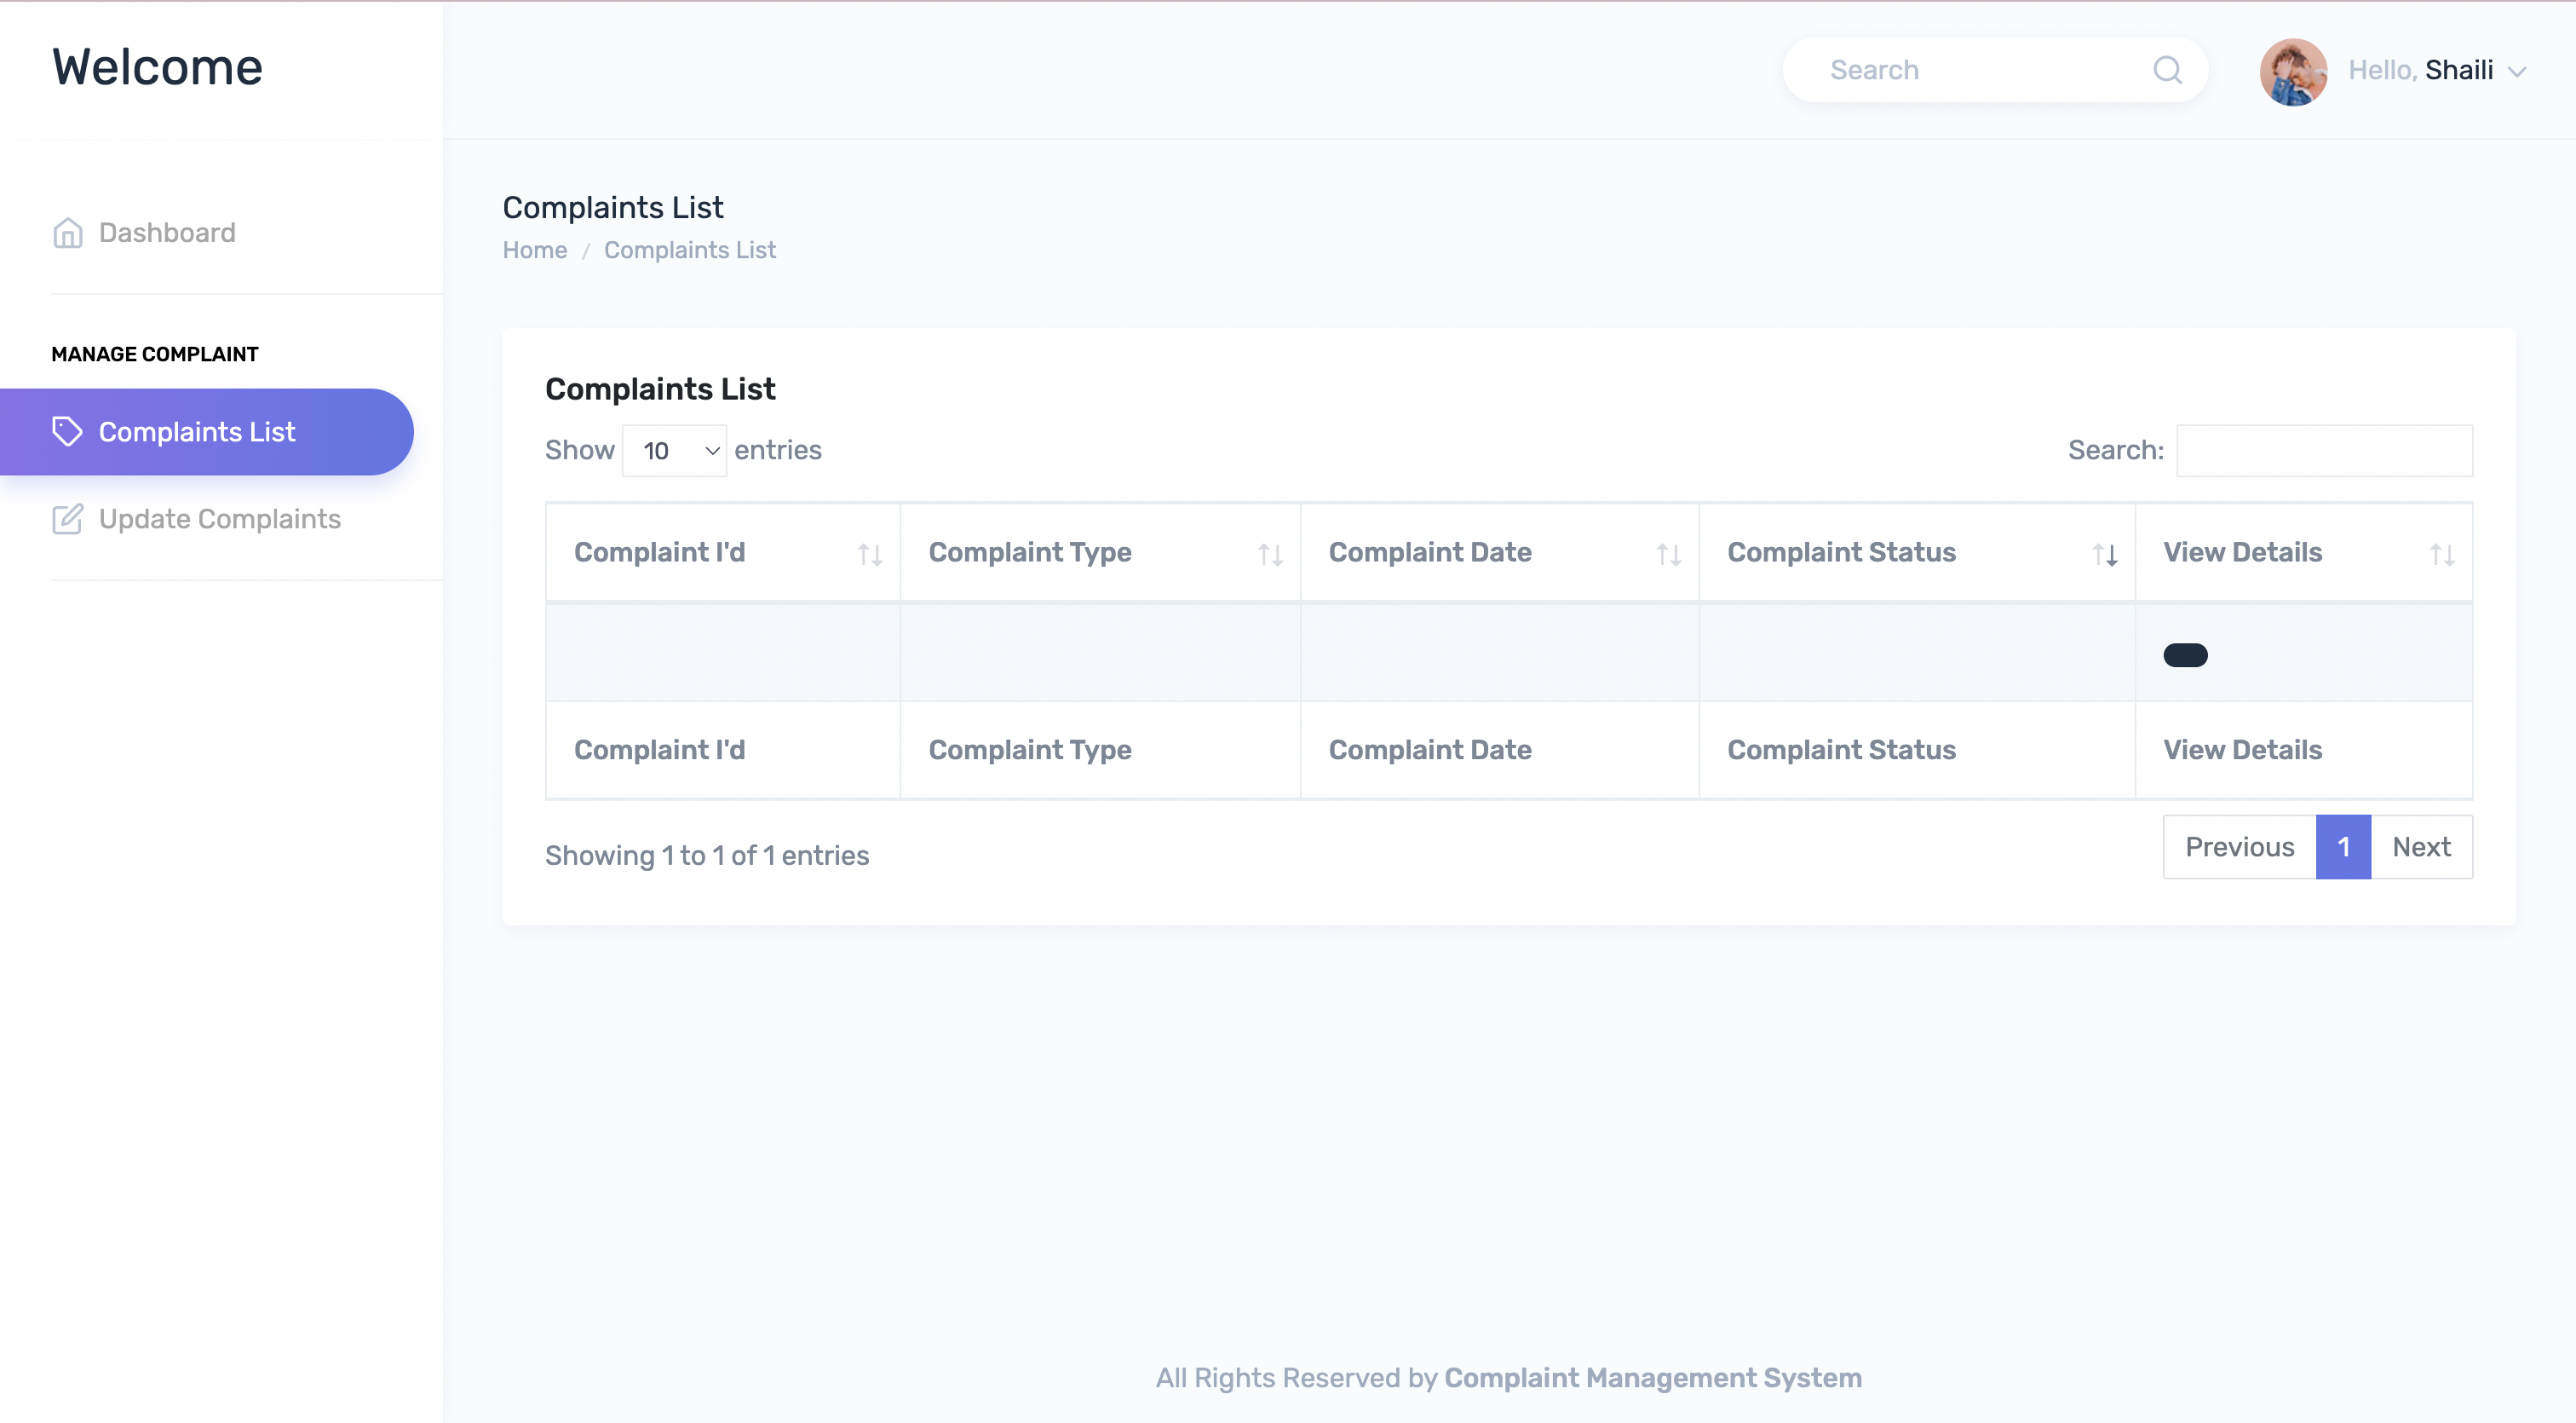 Welcome
Search
Hello, Shaili
Dashboard
MANAGE COMPLAINT
Complaints List
Update Complaints
Complaints List
Home / Complaints List
Complaints List
Show 10 entries
Search:
Complaint I'd Complaint Type Complaint Date Complaint Status View Details
Complaint I'd Complaint Type Complaint Date Complaint Status View Details
Showing 1 to 1 of 1 entries
Previous 1 Next
All Rights Reserved by Complaint Management System